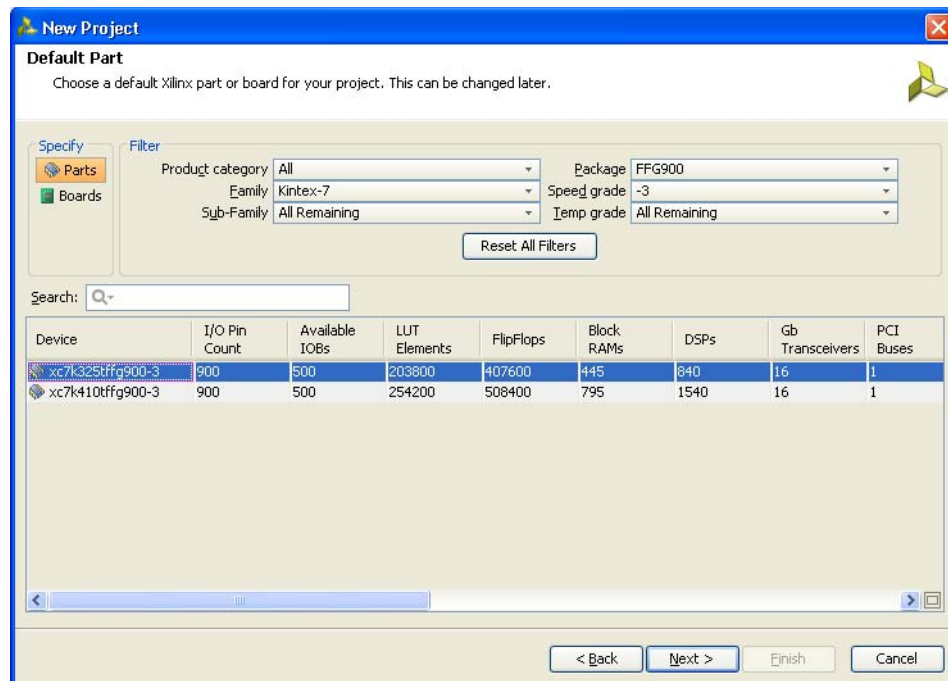 New Project
Default Part
Choose a default Xilinx part or board for your project. This can be changed later.
Specify Filter
Parts Product category All Package FFG900
Boards Family Kintex-7 Speed grade -3
Sub-Family All Remaining Temp grade All Remaining
Reset All Filters
Search:
Device I/O Pin Count Available IOBs LUT Elements FlipFlops Block RAMs DSPs Gb Transceivers PCI Buses
xc7k325tffg900-3 900 500 203800 407600 445 840 16 1
xc7k410tffg900-3 900 500 254200 508400 795 1540 16 1
< Back Next > Finish Cancel